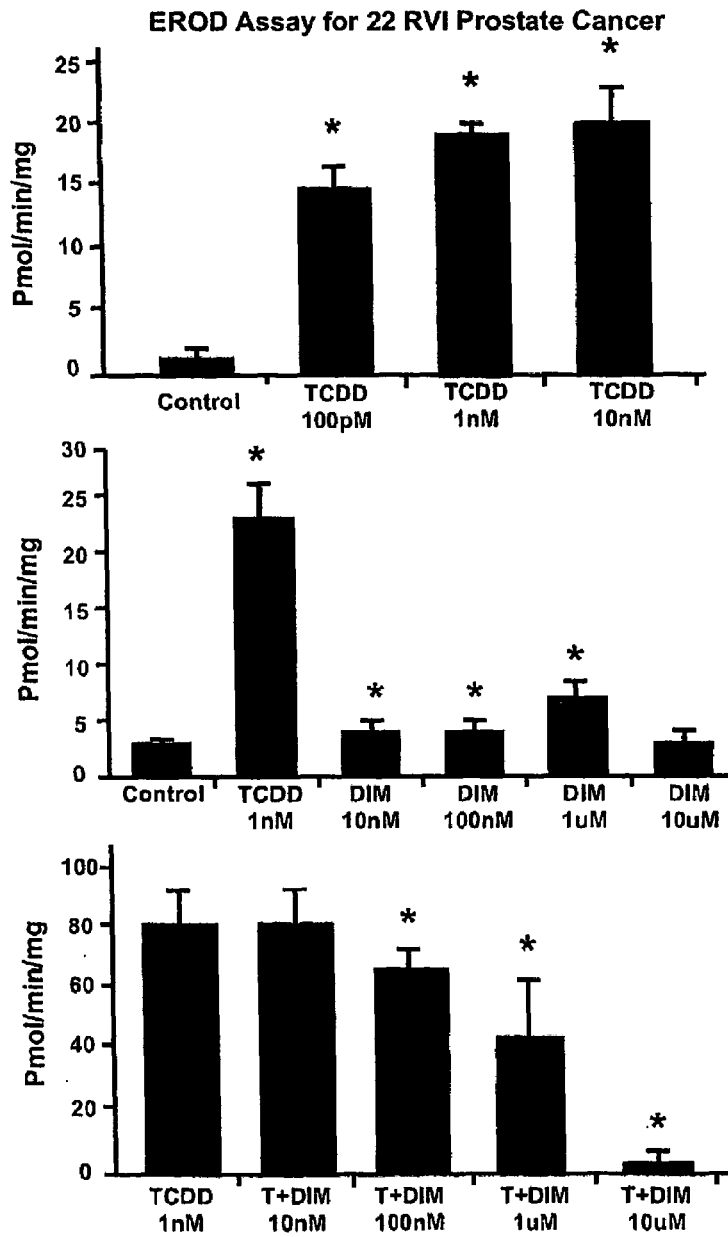 EROD Assay for 22 RVI Prostate Cancer
Pmol/min/mg
25
20
15
10
5
0
* * *
Control TCDD TCDD TCDD
100pM 1nM 10nM
Pmol/min/mg
30
25
20
15
10
5
0
* * * *
Control TCDD DIM DIM DIM DIM
1nM 10nM 100nM 1uM 10uM
Pmol/min/mg
100
80
60
40
20
0
* * *
TCDD T+DIM T+DIM T+DIM T+DIM
1nM 10nM 100nM 1uM 10uM